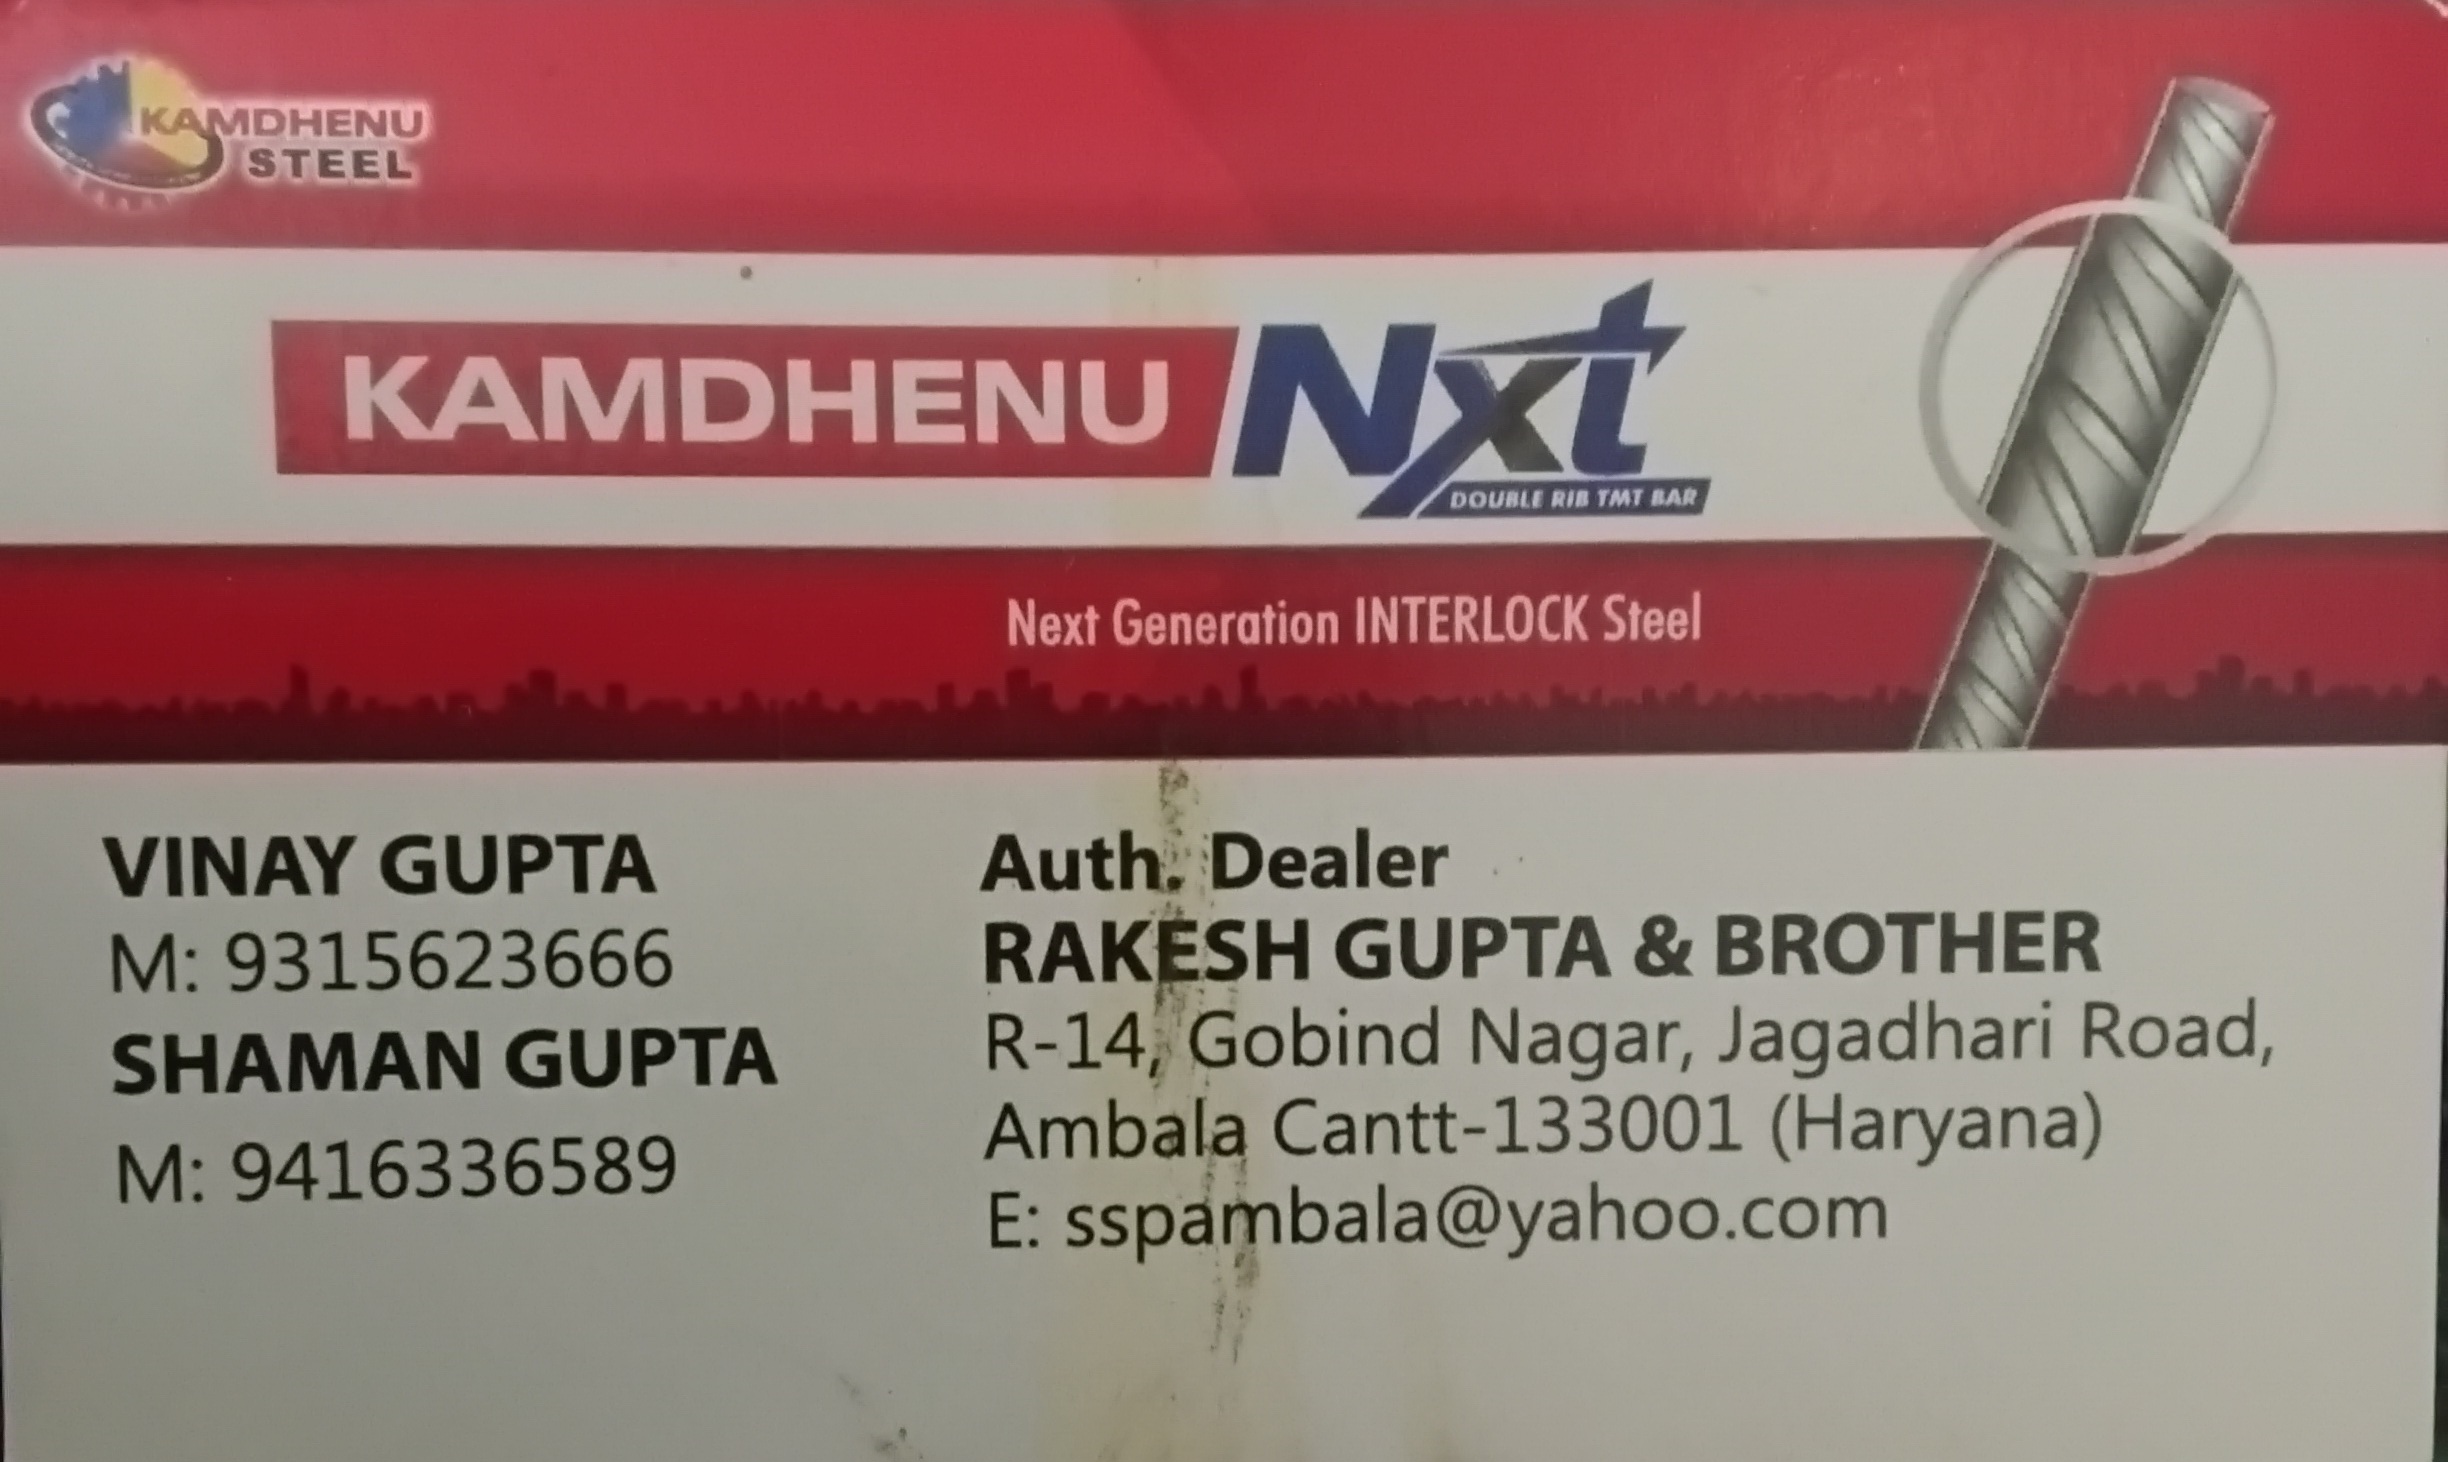 KAMDHENU
STEEL
KAMDHENU Nxt
DOUBLE RIB TMT BAR
Next Generation INTERLOCK Steel
VINAY GUPTA
M: 9315623666
SHAMAN GUPTA
M: 9416336589
Auth. Dealer
RAKESH GUPTA & BROTHER
R-14, Gobind Nagar, Jagadhari Road,
Ambala Cantt-133001 (Haryana)
E: sspambala@yahoo.com